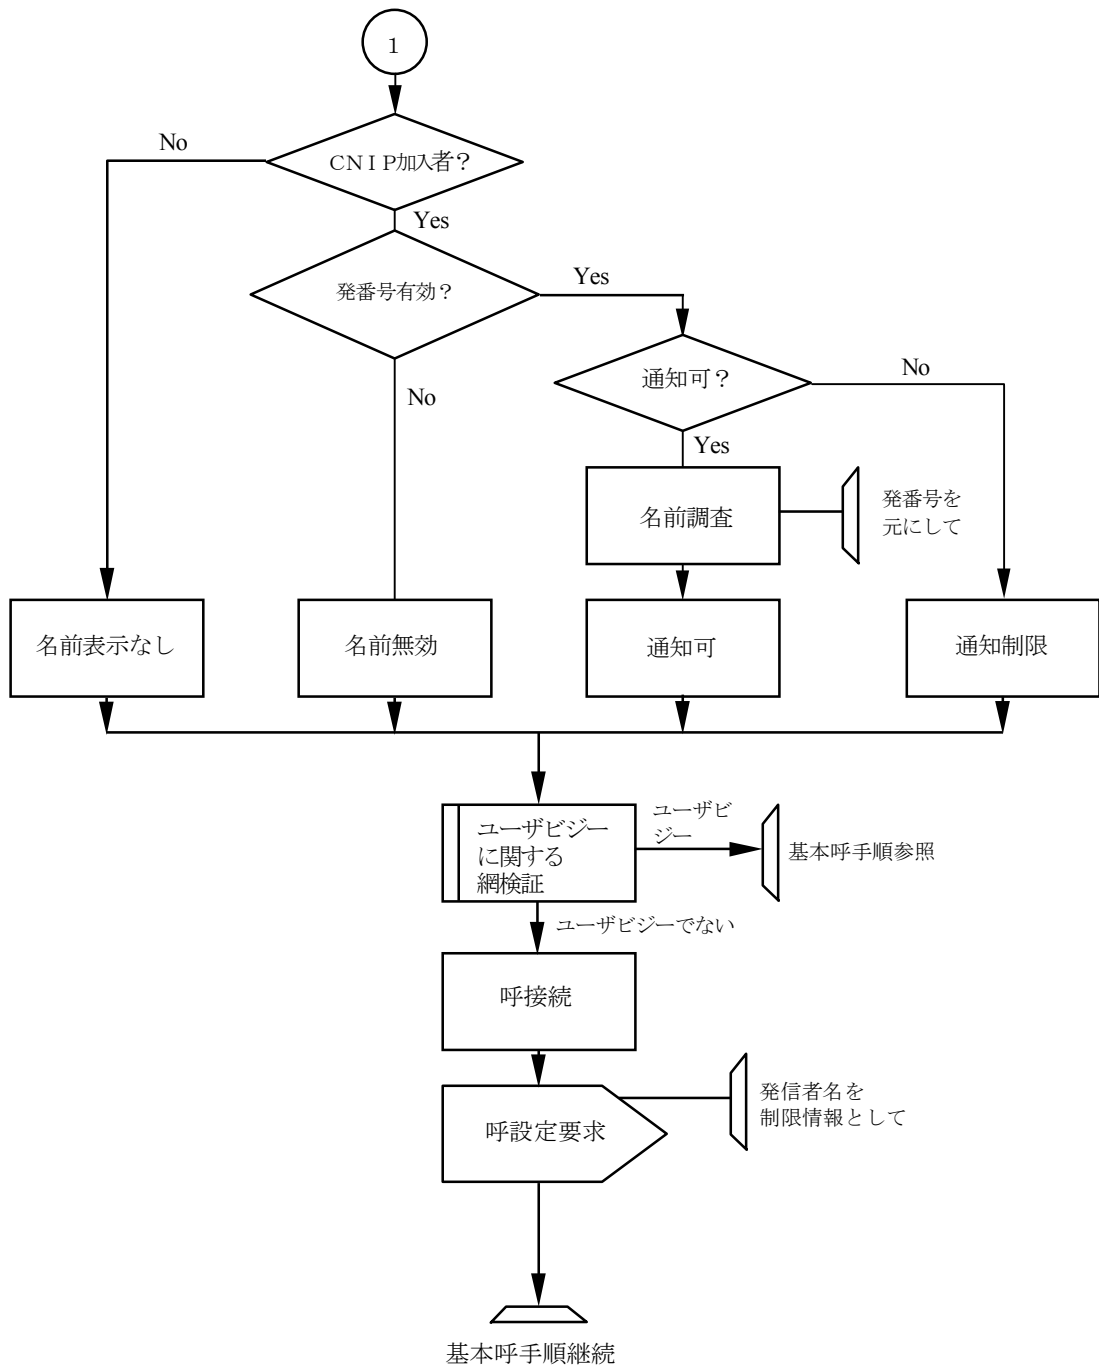 １
No
ＣＮＩＰ加入者？
Yes
発番号有効？
Yes
通知可？
No
No
Yes
名前調査
発番号を
元にして
名前表示なし
名前無効
通知可
通知制限
ユーザビジー
に関する
網検証
ユーザビ
ジー
基本呼手順参照
ユーザビジーでない
呼接続
発信者名を
制限情報として
呼設定要求
基本呼手順継続